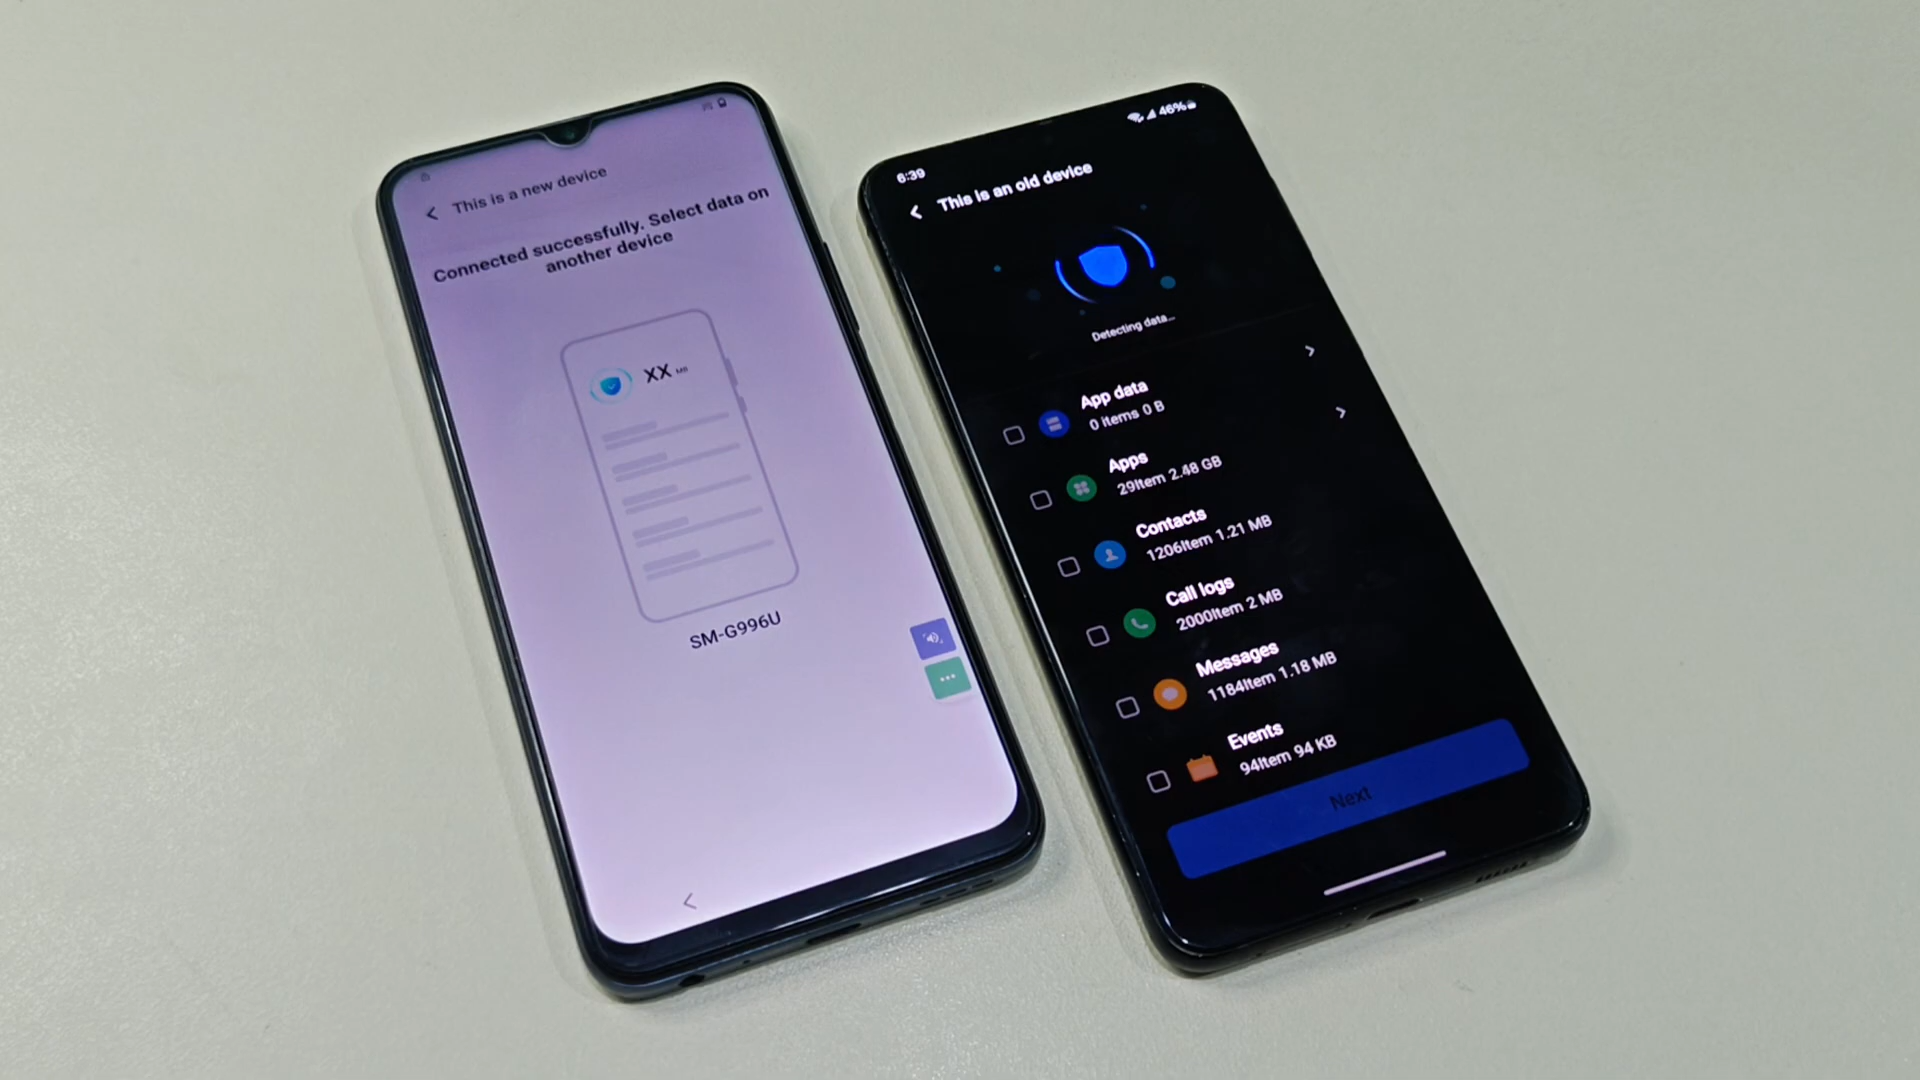 This is a new device
Connected successfully. Select data on
another device
XX MB
SM-G996U
46%
6:39
This is an old device
Detecting data...
App data
0 items 0 B
Apps
29Item 2.48 GB
Contacts
1206Item 1.21 MB
Call logs
2000Item 2 MB
Messages
1184Item 1.18 MB
Events
94Item 94 KB
Next